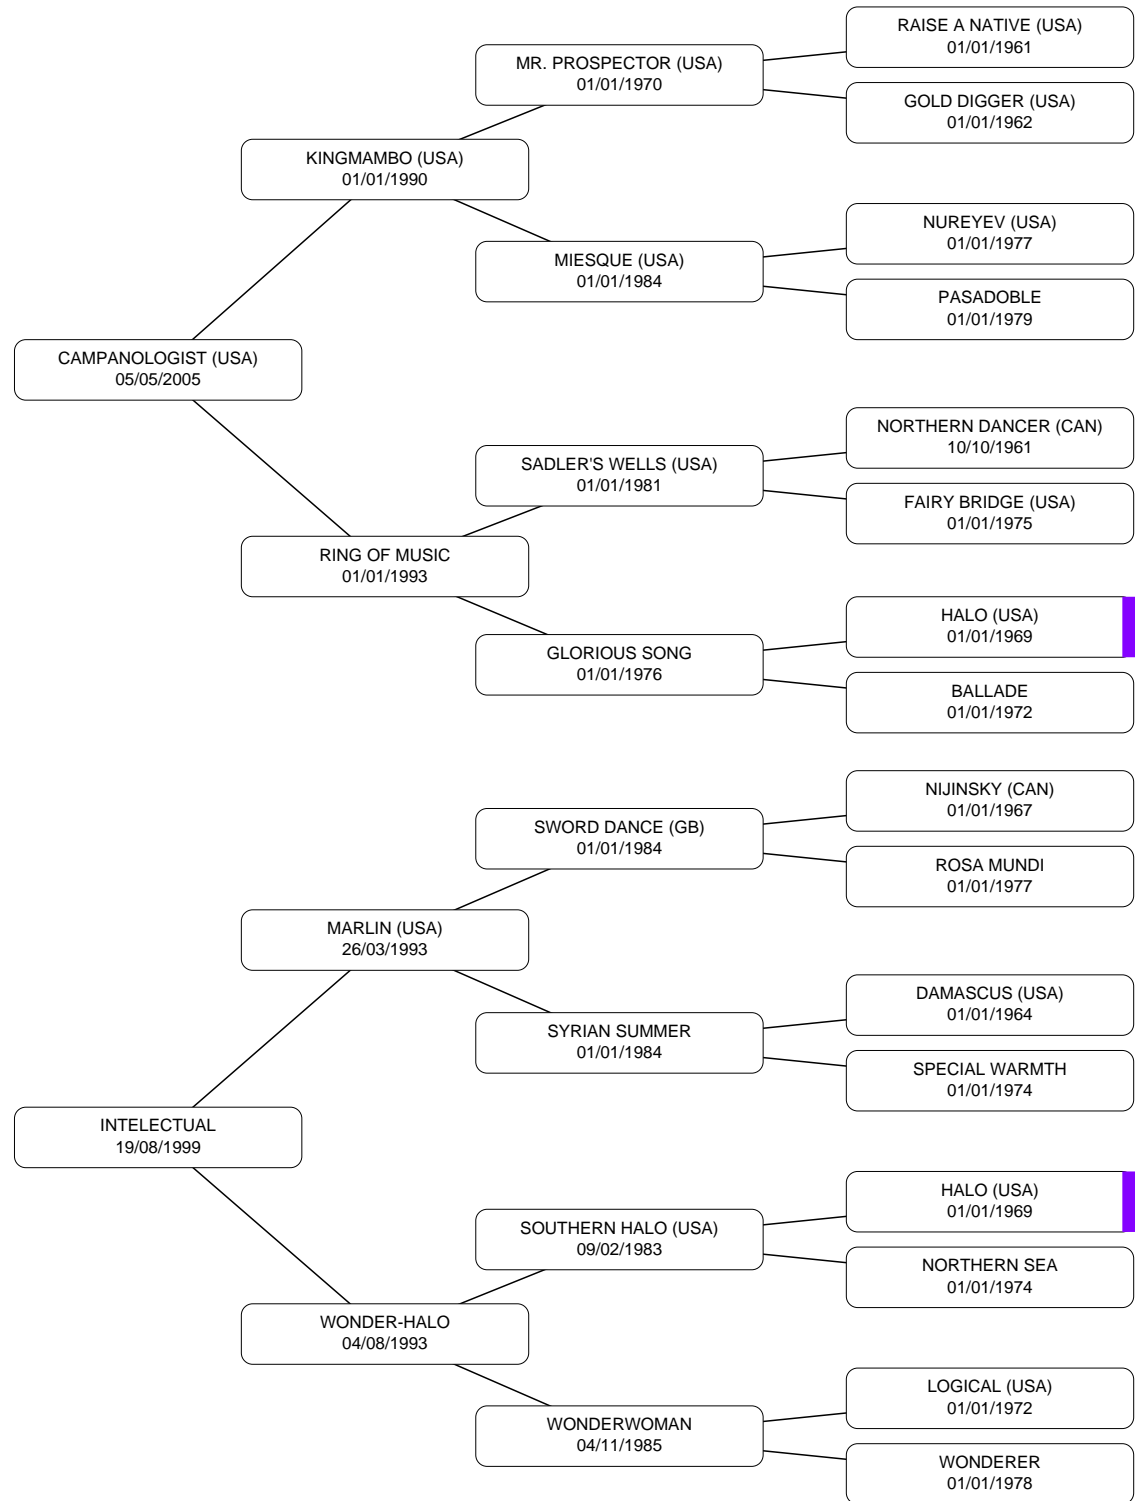 RAISE A NATIVE (USA)
01/01/1961
MR. PROSPECTOR (USA)
01/01/1970
GOLD DIGGER (USA)
01/01/1962
KINGMAMBO (USA)
01/01/1990
NUREYEV (USA)
01/01/1977
MIESQUE (USA)
01/01/1984
PASADOBLE
01/01/1979
CAMPANOLOGIST (USA)
05/05/2005
NORTHERN DANCER (CAN)
10/10/1961
SADLER'S WELLS (USA)
01/01/1981
FAIRY BRIDGE (USA)
01/01/1975
RING OF MUSIC
01/01/1993
HALO (USA)
01/01/1969
GLORIOUS SONG
01/01/1976
BALLADE
01/01/1972
NIJINSKY (CAN)
01/01/1967
SWORD DANCE (GB)
01/01/1984
ROSA MUNDI
01/01/1977
MARLIN (USA)
26/03/1993
DAMASCUS (USA)
01/01/1964
SYRIAN SUMMER
01/01/1984
SPECIAL WARMTH
01/01/1974
INTELECTUAL
19/08/1999
HALO (USA)
01/01/1969
SOUTHERN HALO (USA)
09/02/1983
NORTHERN SEA
01/01/1974
WONDER-HALO
04/08/1993
LOGICAL (USA)
01/01/1972
WONDERWOMAN
04/11/1985
WONDERER
01/01/1978